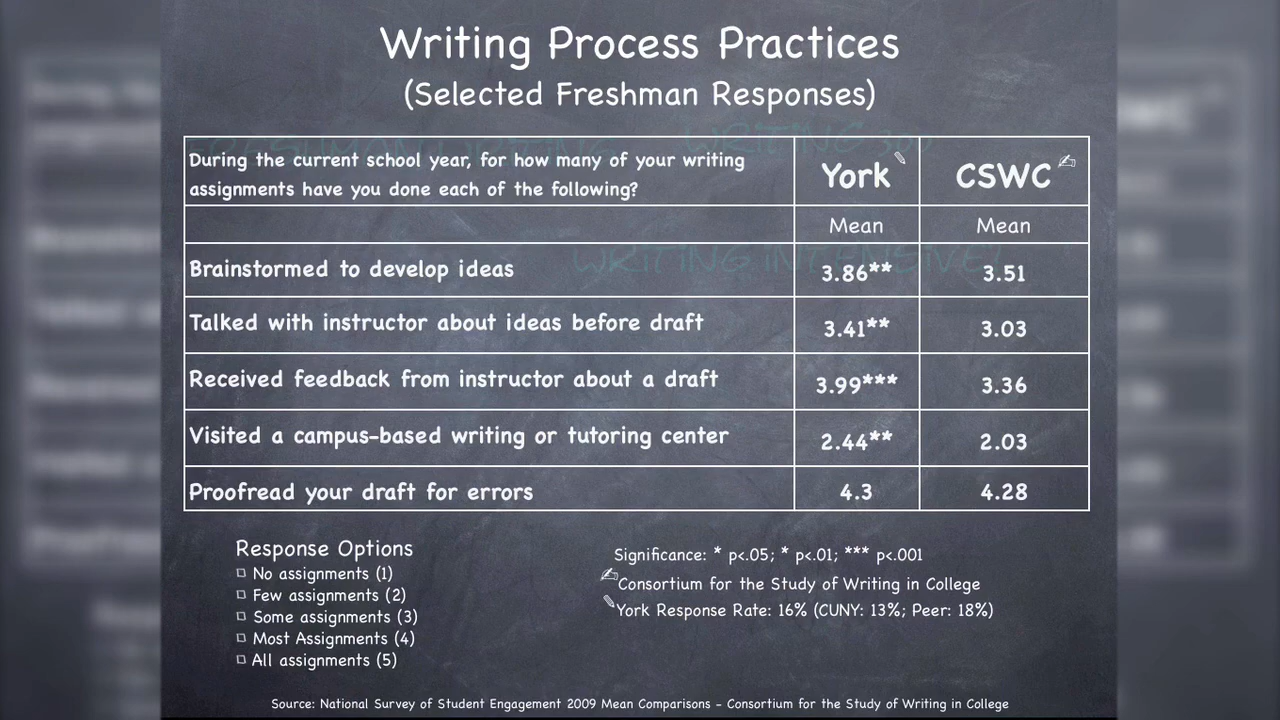 Writing Process Practices
(Selected Freshman Responses)
During the current school year, for how many of your writing
assignments have you done each of the following?
York
CSWC
Mean
Mean
Brainstormed to develop ideas
3.86**
3.51
Talked with instructor about ideas before draft
3.41**
3.03
Received feedback from instructor about a draft
3.99***
3.36
Visited a campus-based writing or tutoring center
2.44**
2.03
Proofread your draft for errors
4.3
4.28
Response Options
No assignments (1)
Few assignments (2)
Some assignments (3)
Most Assignments (4)
All assignments (5)
Significance: * p<.05; * p<.01; *** p<.001
Consortium for the Study of Writing in College
York Response Rate: 16% (CUNY: 13%; Peer: 18%)
Source: National Survey of Student Engagement 2009 Mean Comparisons - Consortium for the Study of Writing in College
WRITING 300
WRITING INTENSIVE